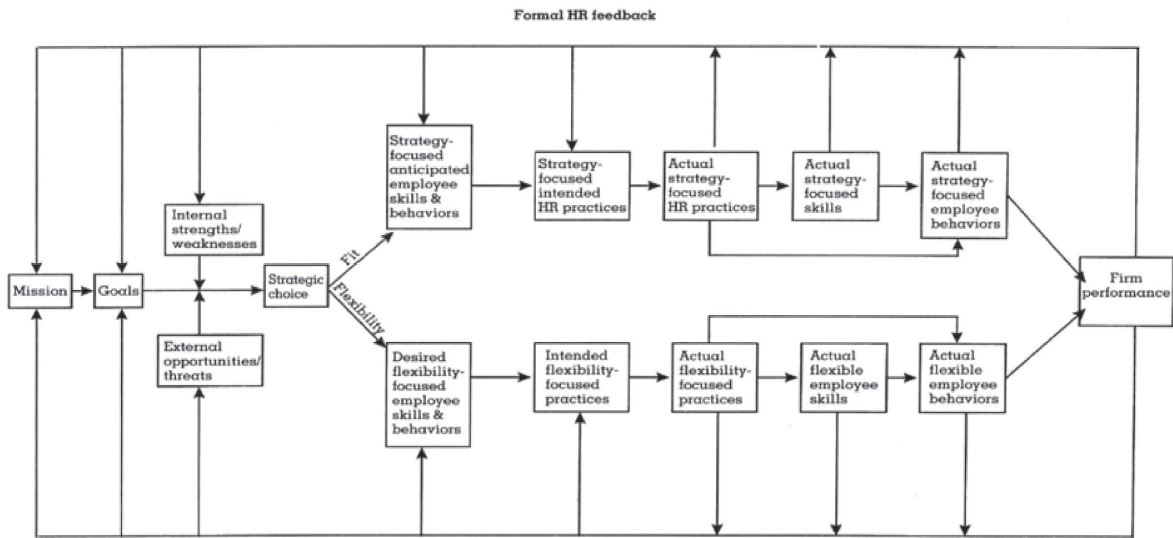 Formal HR feedback
Strategy-
focused
anticipated
employee
skills &
behaviors
Strategy-
focused
intended
HR practices
Actual
strategy-
focused
HR practices
Actual
strategy-
focused
skills
Actual
strategy-
focused
employee
behaviors
Internal
strengths/
weaknesses
Mission
Goals
Strategic
choice
Fit
Flexibility
Firm
performance
External
opportunities/
threats
Desired
flexibility-
focused
employee
skills &
behaviors
Intended
flexibility-
focused
practices
Actual
flexibility-
focused
practices
Actual
flexible
employee
skills
Actual
flexible
employee
behaviors